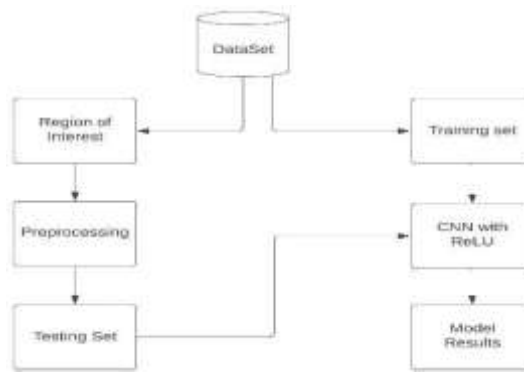 DataSet
Region of
Interest
Training set
Preprocessing
CNN with
ReLU
Testing Set
Model
Results